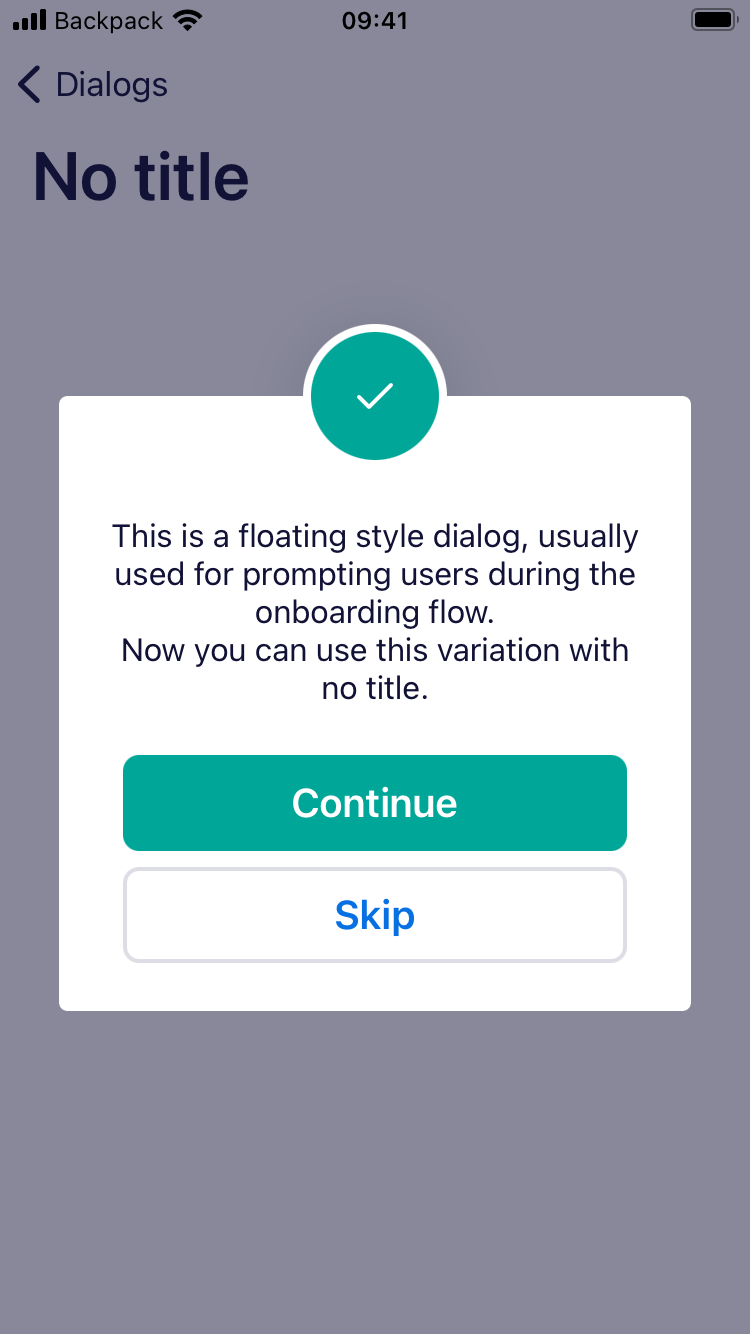 Backpack 09:41
Dialogs
No title
This is a floating style dialog, usually
used for prompting users during the
onboarding flow.
Now you can use this variation with
no title.
Continue
Skip